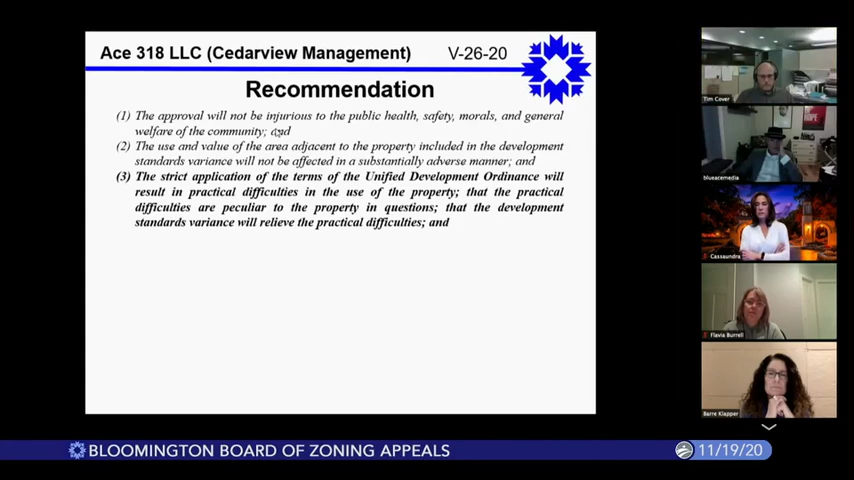 Ace 318 LLC (Cedarview Management) V-26-20
Recommendation
(1) The approval will not be injurious to the public health, safety, morals, and general
welfare of the community; and
(2) The use and value of the area adjacent to the property included in the development
standards variance will not be affected in a substantially adverse manner; and
(3) The strict application of the terms of the Unified Development Ordinance will
result in practical difficulties in the use of the property; that the practical
difficulties are peculiar to the property in questions; that the development
standards variance will relieve the practical difficulties; and
Tim Cover
blueacemedia
Cassaundra
Flavia Burrell
Barre Klapper
BLOOMINGTON BOARD OF ZONING APPEALS
11/19/20